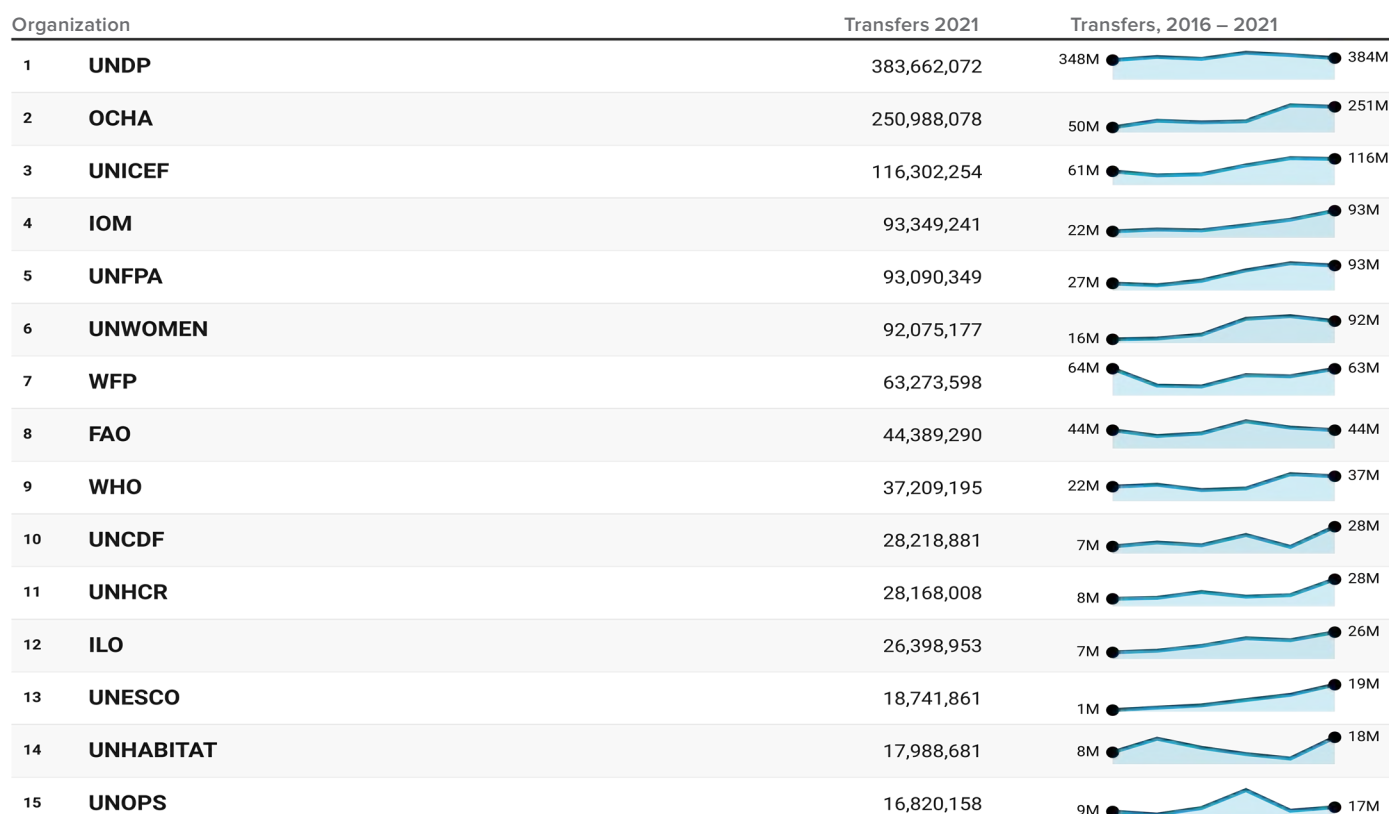 Organization Transfers 2021 Transfers, 2016 – 2021
1 UNDP 383,662,072 348M 384M
2 OCHA 250,988,078 50M 251M
3 UNICEF 116,302,254 61M 116M
4 IOM 93,349,241 22M 93M
5 UNFPA 93,090,349 27M 93M
6 UNWOMEN 92,075,177 16M 92M
7 WFP 63,273,598 64M 63M
8 FAO 44,389,290 44M 44M
9 WHO 37,209,195 22M 37M
10 UNCDF 28,218,881 7M 28M
11 UNHCR 28,168,008 8M 28M
12 ILO 26,398,953 7M 26M
13 UNESCO 18,741,861 1M 19M
14 UNHABITAT 17,988,681 8M 18M
15 UNOPS 16,820,158 9M 17M